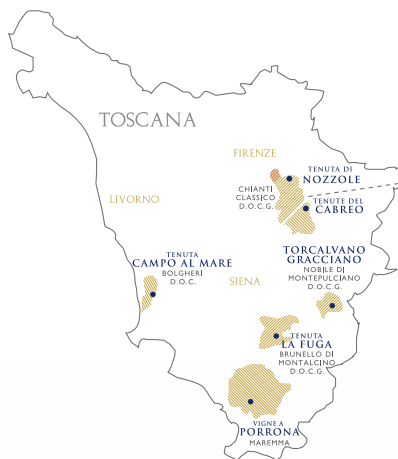 TOSCANA
FIRENZE
TENUTA DI
NOZZOLE
CHIANTI
CLASSICO
D.O.C.G.
TENUTE DEL
CABREO
LIVORNO
TENUTA
CAMPO AL MARE
BOLGHERI
D.O.C.
SIENA
TORCALVANO
GRACCIANO
NOBILE DI
MONTEPULCIANO
D.O.C.G.
TENUTA
LA FUGA
BRUNELLO DI
MONTALCINO
D.O.C.G.
VIGNE A
PORRONA
MAREMMA